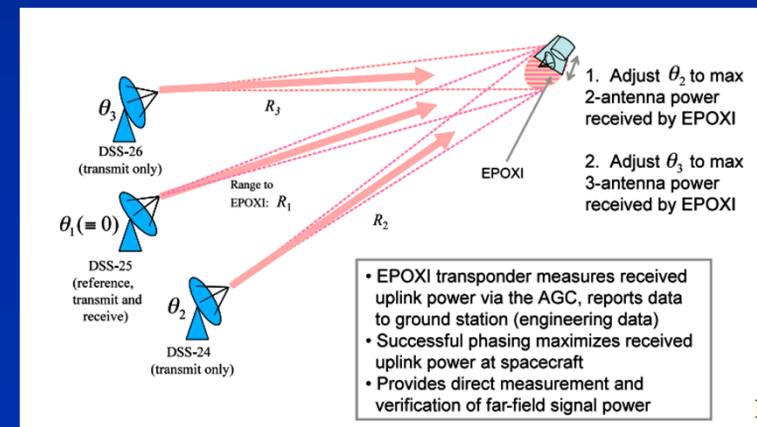 θ3
DSS-26
(transmit only)
R3
θ1(≡ 0)
DSS-25
(reference,
transmit and
receive)
Range to
EPOXI: R1
θ2
DSS-24
(transmit only)
R2
EPOXI
1. Adjust θ2 to max
2-antenna power
received by EPOXI
2. Adjust θ3 to max
3-antenna power
received by EPOXI
• EPOXI transponder measures received
uplink power via the AGC, reports data
to ground station (engineering data)
• Successful phasing maximizes received
uplink power at spacecraft
• Provides direct measurement and
verification of far-field signal power